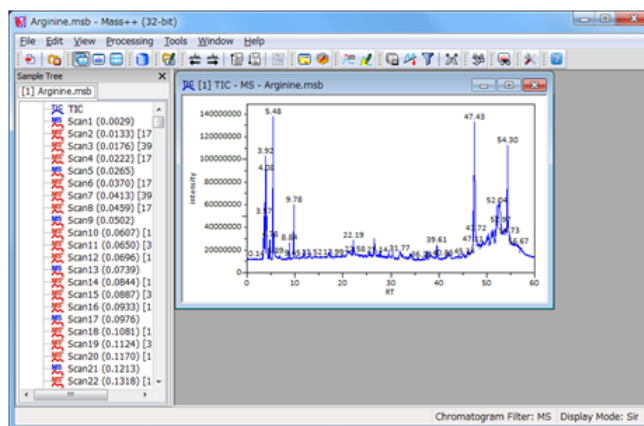 Arginine.msb - Mass++ (32-bit)
File Edit View Processing Tools Window Help
Sample Tree
[1] Arginine.msb
TIC
Scan1 (0.0029)
Scan2 (0.0133) [17
Scan3 (0.0176) [39
Scan4 (0.0222) [17
Scan5 (0.0265)
Scan6 (0.0370) [17
Scan7 (0.0413) [39
Scan8 (0.0459) [17
Scan9 (0.0502)
Scan10 (0.0607) [1
Scan11 (0.0650) [3
Scan12 (0.0696) [1
Scan13 (0.0739)
Scan14 (0.0844) [1
Scan15 (0.0887) [3
Scan16 (0.0933) [1
Scan17 (0.0976)
Scan18 (0.1081) [1
Scan19 (0.1124) [3
Scan20 (0.1170) [1
Scan21 (0.1213)
Scan22 (0.1318) [1
[1] TIC - MS - Arginine.msb
140000000
120000000
100000000
80000000
60000000
40000000
20000000
0
intensity
5.48
47.43
3.92
54.30
4.08
9.78
52.04
8.84
22.19
47.72
39.61
31.77
0 10 20 30 40 50 60
RT
Chromatogram Filter: MS Display Mode: Sir